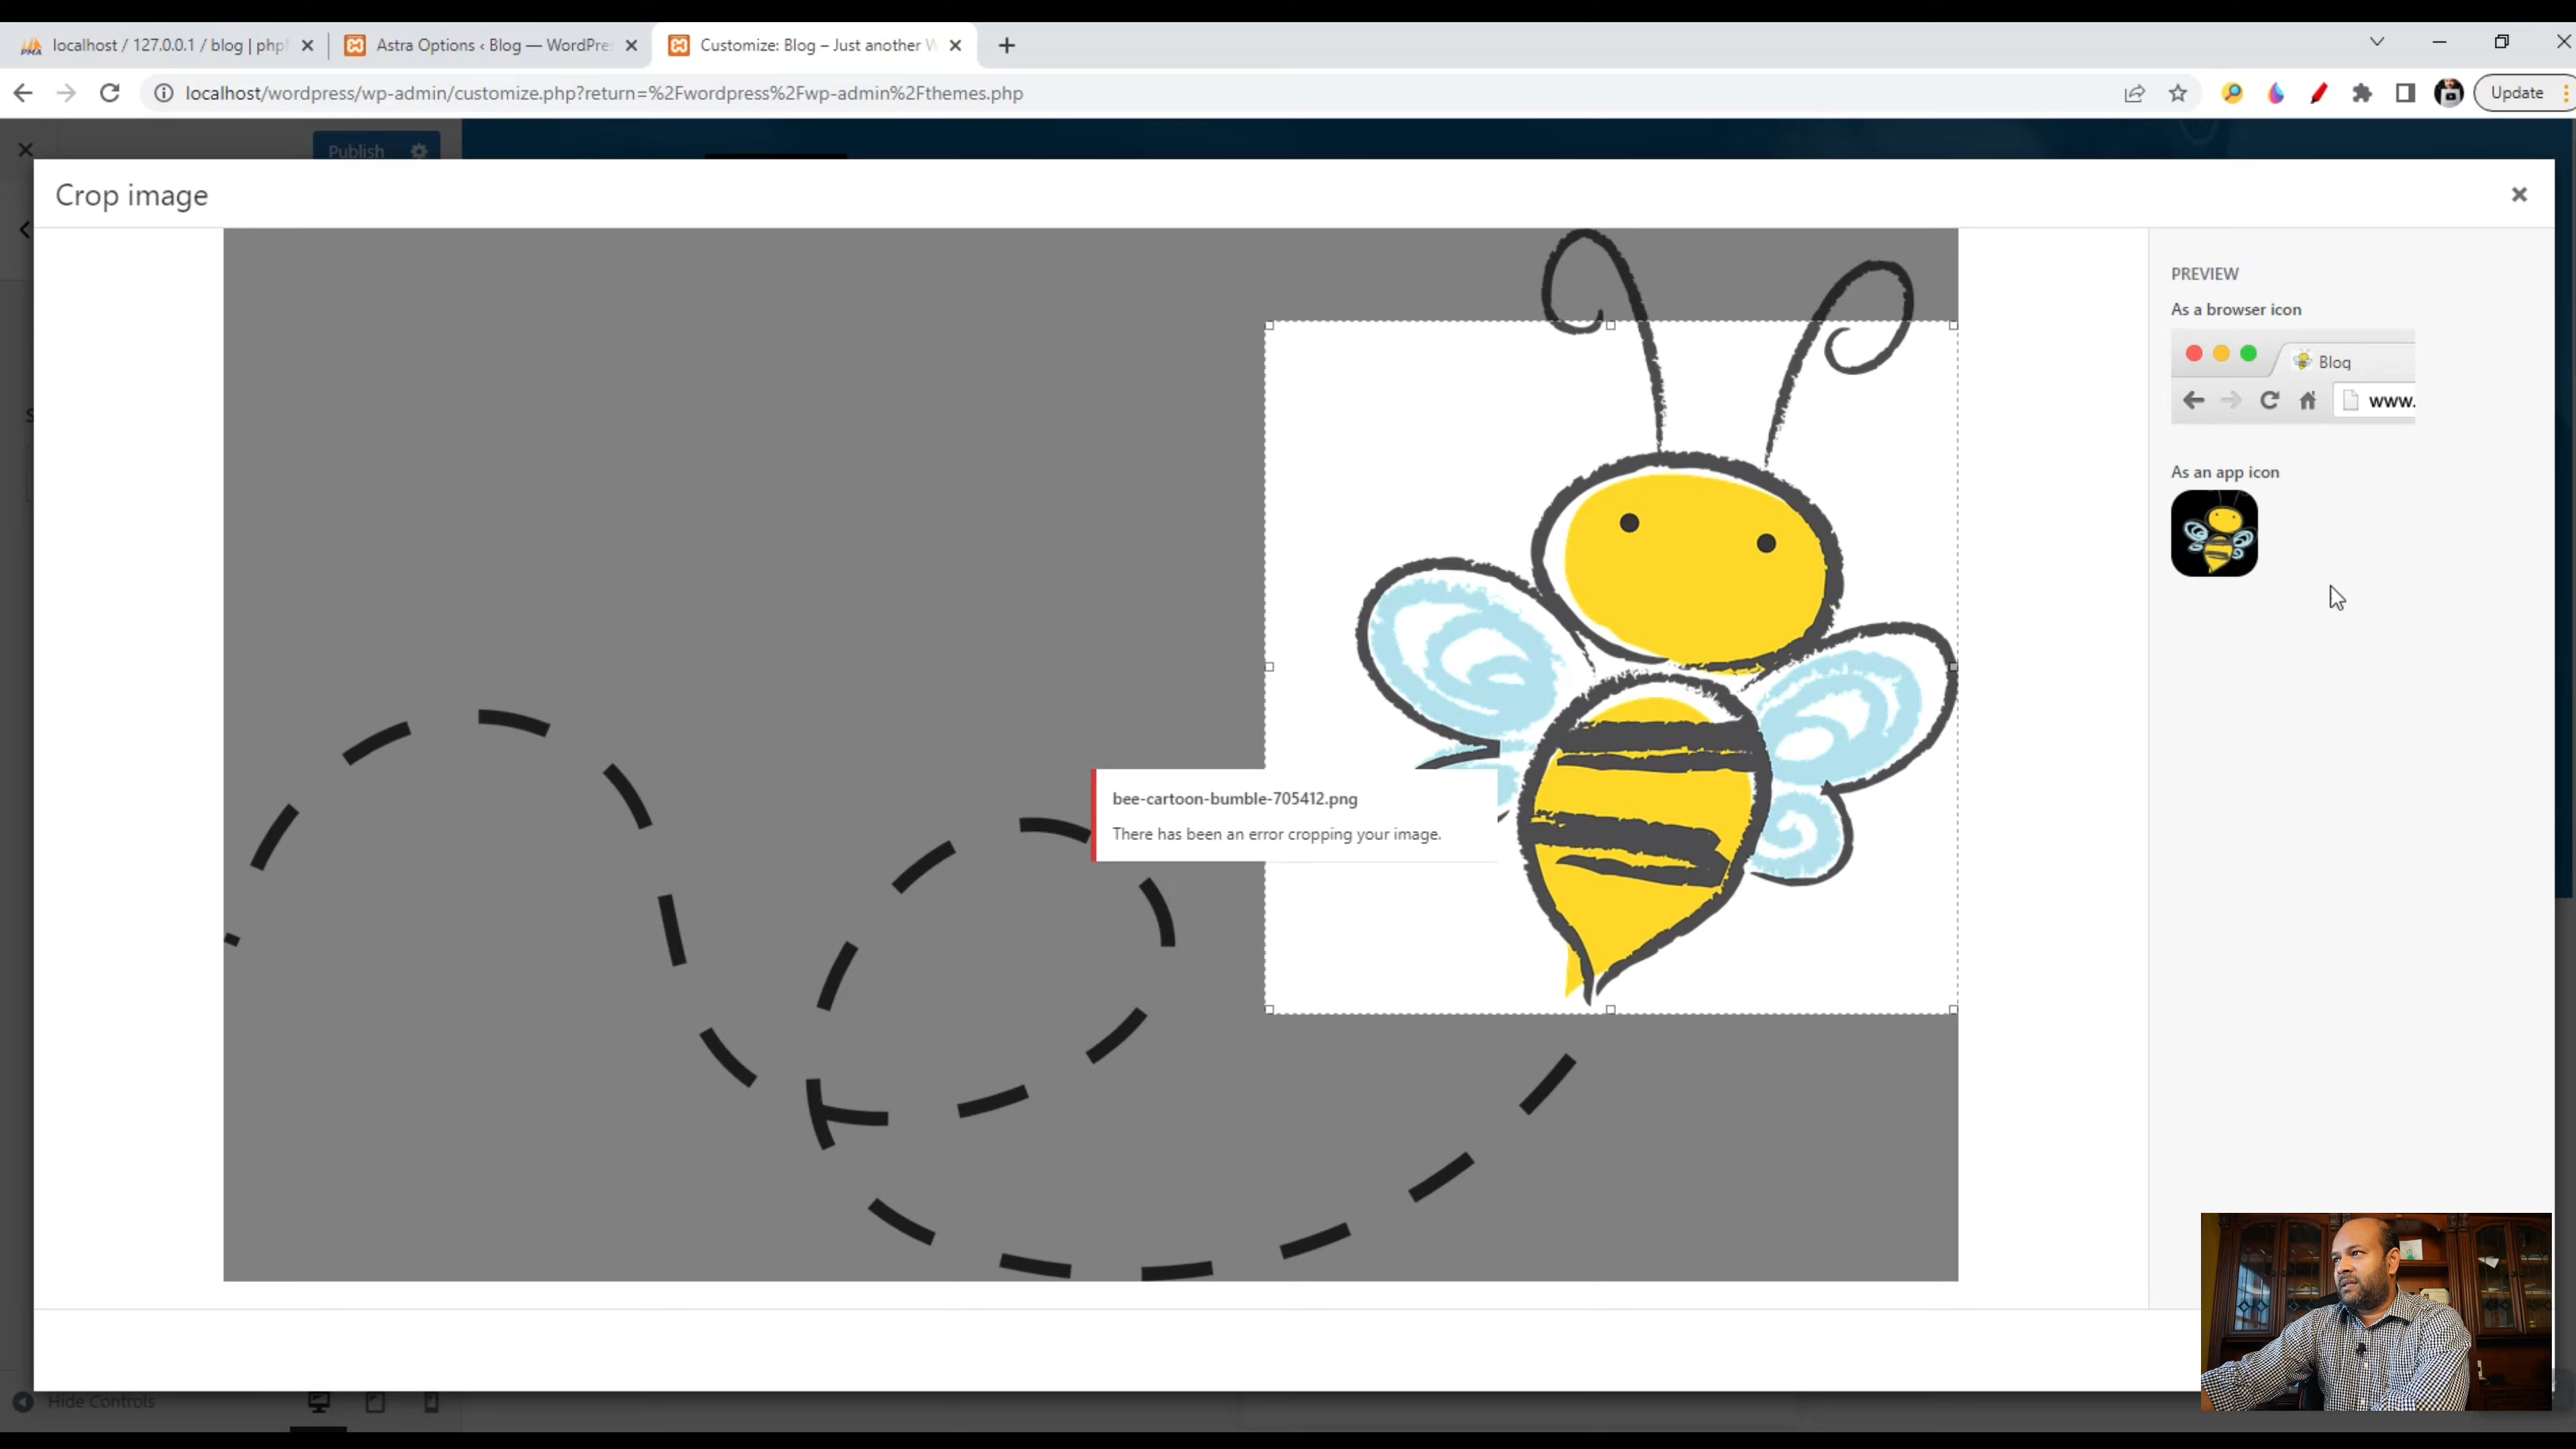 localhost / 127.0.0.1 / blog | php
Astra Options ‹ Blog — WordPre
Customize: Blog – Just another W
localhost/wordpress/wp-admin/customize.php?return=%2Fwordpress%2Fwp-admin%2Fthemes.php
Update
Publish
Crop image
PREVIEW
As a browser icon
Blog
www.
As an app icon
bee-cartoon-bumble-705412.png
There has been an error cropping your image.
Hide Controls